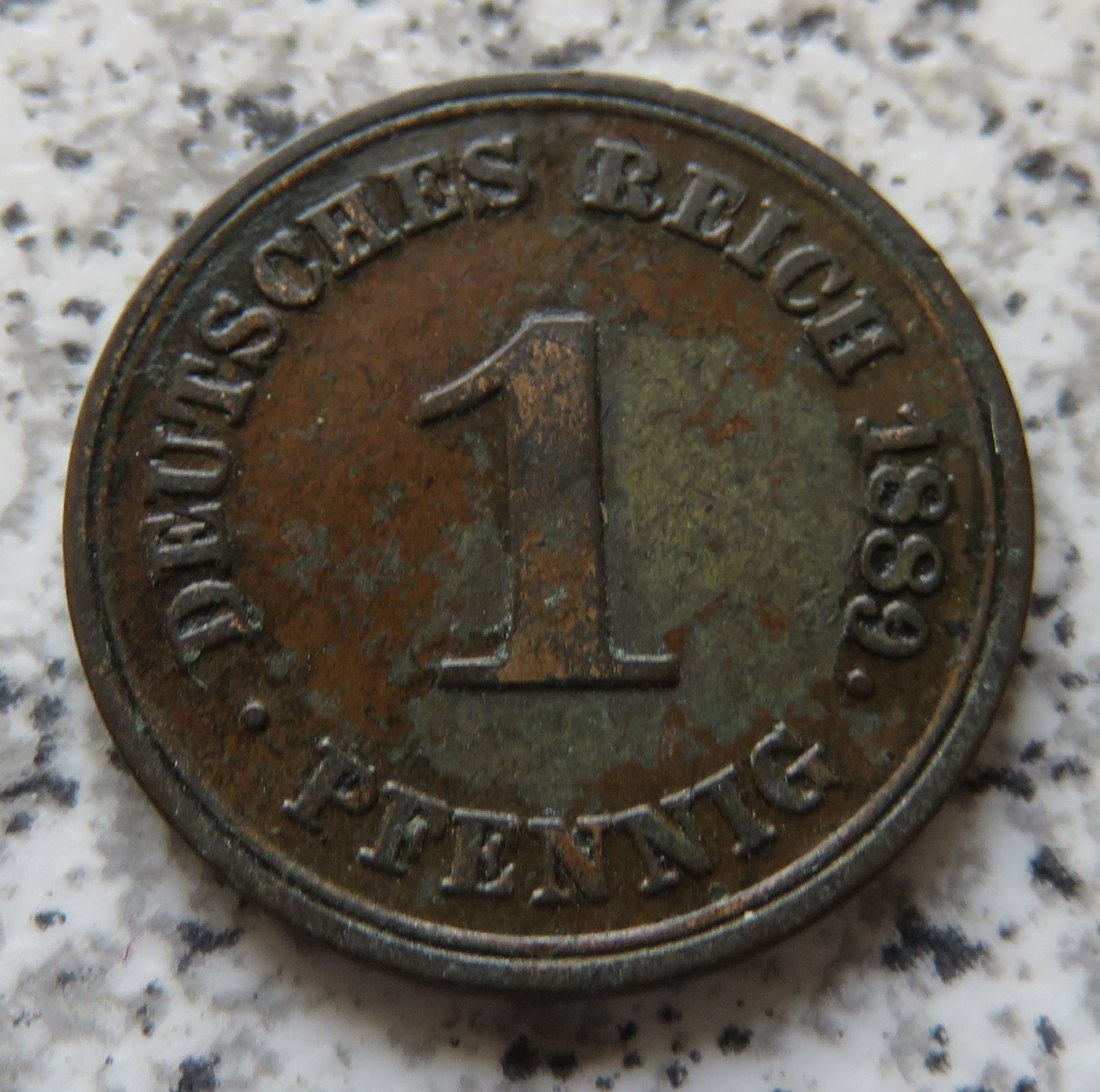 DEUTSCHES REICH 1889
1
PFENNIG